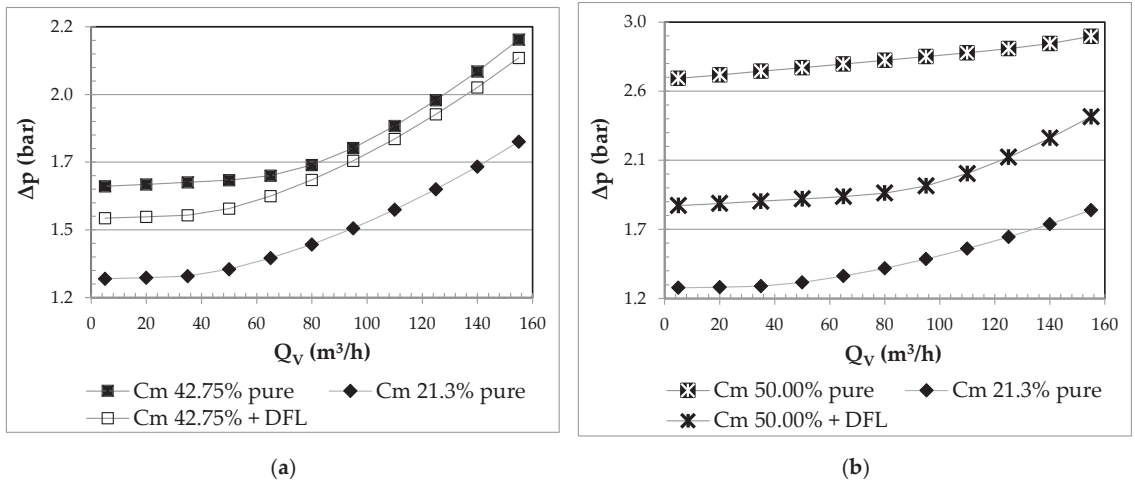 2.2
2.0
1.7
1.5
1.2
Δp (bar)
0 20 40 60 80 100 120 140 160
Q_V (m³/h)
Cm 42.75% pure Cm 21.3% pure
Cm 42.75% + DFL
(a)
3.0
2.6
2.1
1.7
1.2
Δp (bar)
0 20 40 60 80 100 120 140 160
Q_V (m³/h)
Cm 50.00% pure Cm 21.3% pure
Cm 50.00% + DFL
(b)